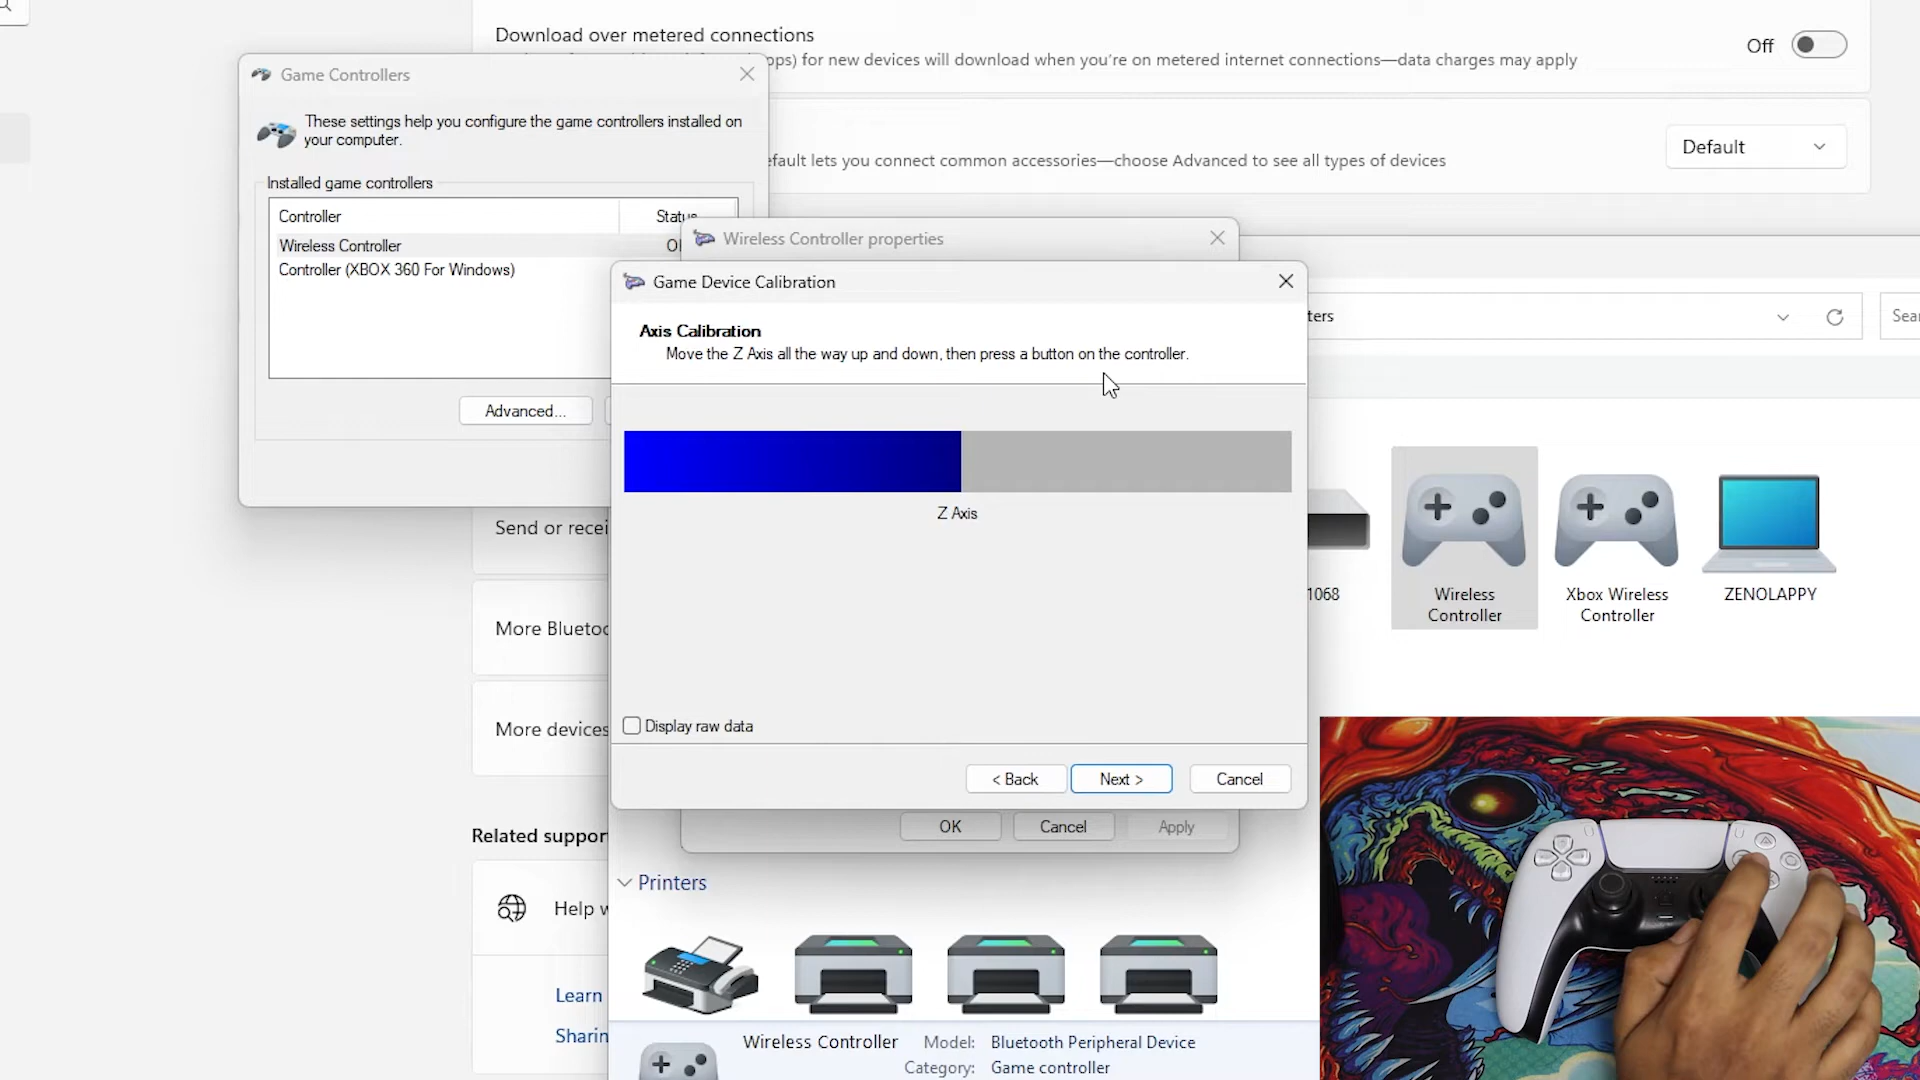 Download over metered connections
ops) for new devices will download when you're on metered internet connections—data charges may apply
Off
efault lets you connect common accessories—choose Advanced to see all types of devices
Default
Game Controllers
These settings help you configure the game controllers installed on
your computer.
Installed game controllers
Controller
Status
Wireless Controller
Controller (XBOX 360 For Windows)
Advanced...
Wireless Controller properties
Game Device Calibration
Axis Calibration
Move the Z Axis all the way up and down, then press a button on the controller.
Z Axis
Display raw data
< Back
Next >
Cancel
OK
Cancel
Apply
ters
Sear
1068
Wireless
Controller
Xbox Wireless
Controller
ZENOLAPPY
Send or recei
More Bluetoo
More devices
Related suppor
Help w
Learn
Sharin
Printers
Wireless Controller
Model:
Bluetooth Peripheral Device
Category:
Game controller